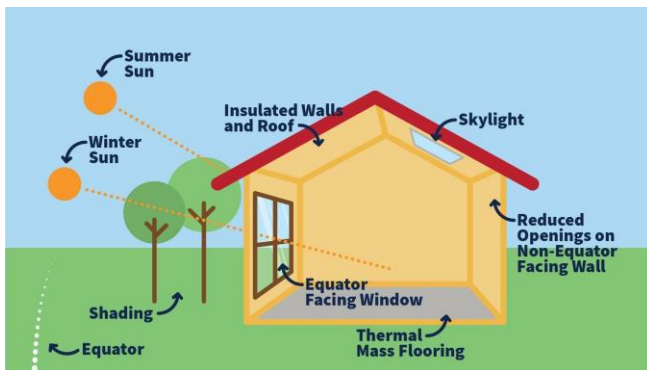 Summer
Sun
Winter
Sun
Insulated Walls
and Roof
Skylight
Reduced
Openings on
Non-Equator
Facing Wall
Equator
Facing Window
Shading
Thermal
Mass Flooring
Equator